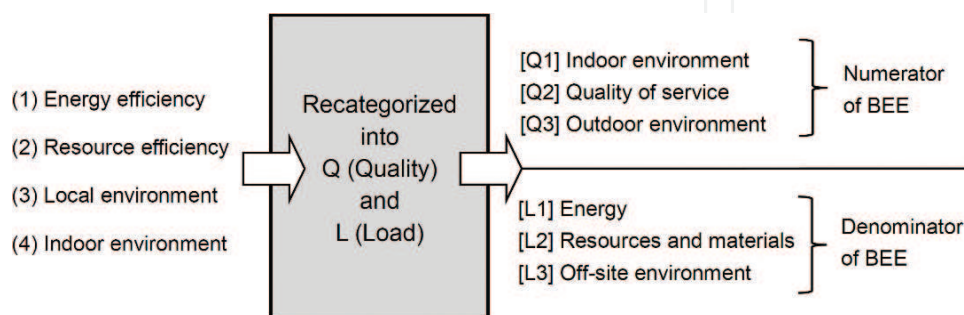 (1) Energy efficiency
(2) Resource efficiency
(3) Local environment
(4) Indoor environment
Recategorized
into
Q (Quality)
and
L (Load)
[Q1] Indoor environment
[Q2] Quality of service
[Q3] Outdoor environment
Numerator
of BEE
[L1] Energy
[L2] Resources and materials
[L3] Off-site environment
Denominator
of BEE